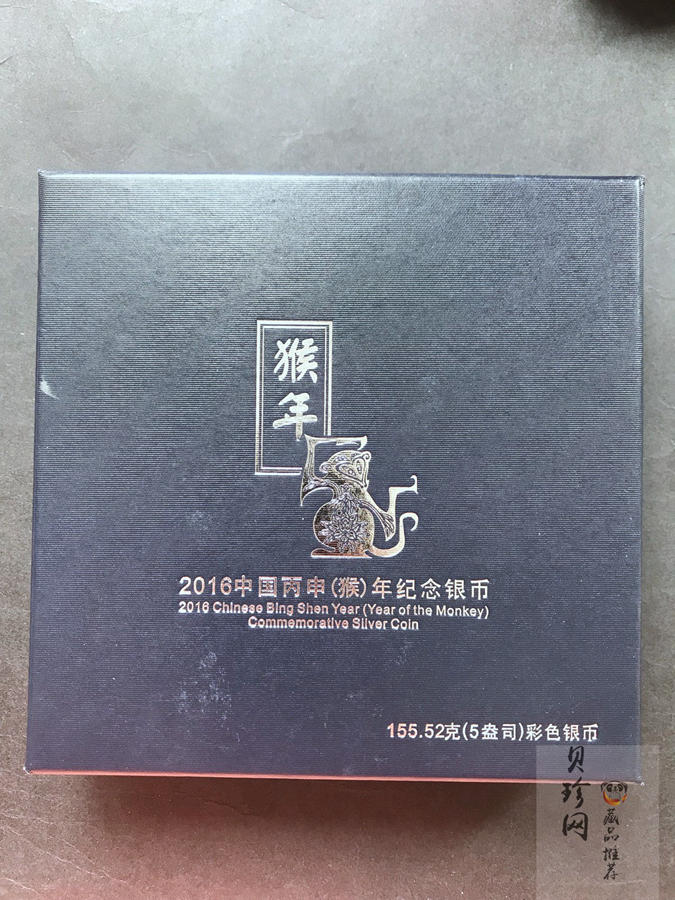 猴年
2016中国丙申(猴)年纪念银币
2016 Chinese Bing Shen Year (Year of the Monkey)
Commemorative Silver Coin
155.52克(5盎司)彩色银币
贝珍网
藏品推荐